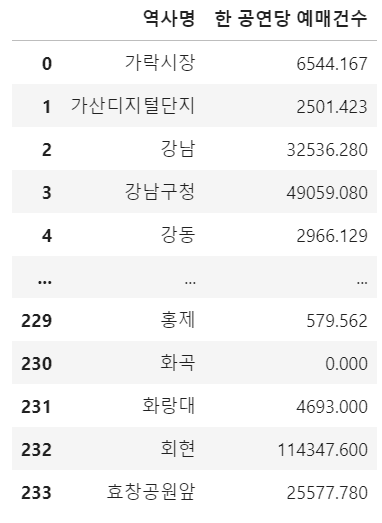 역사명 한 공연당 예매건수
0 가락시장 6544.167
1 가산디지털단지 2501.423
2 강남 32536.280
3 강남구청 49059.080
4 강동 2966.129
... ... ...
229 홍제 579.562
230 화곡 0.000
231 화랑대 4693.000
232 회현 114347.600
233 효창공원앞 25577.780